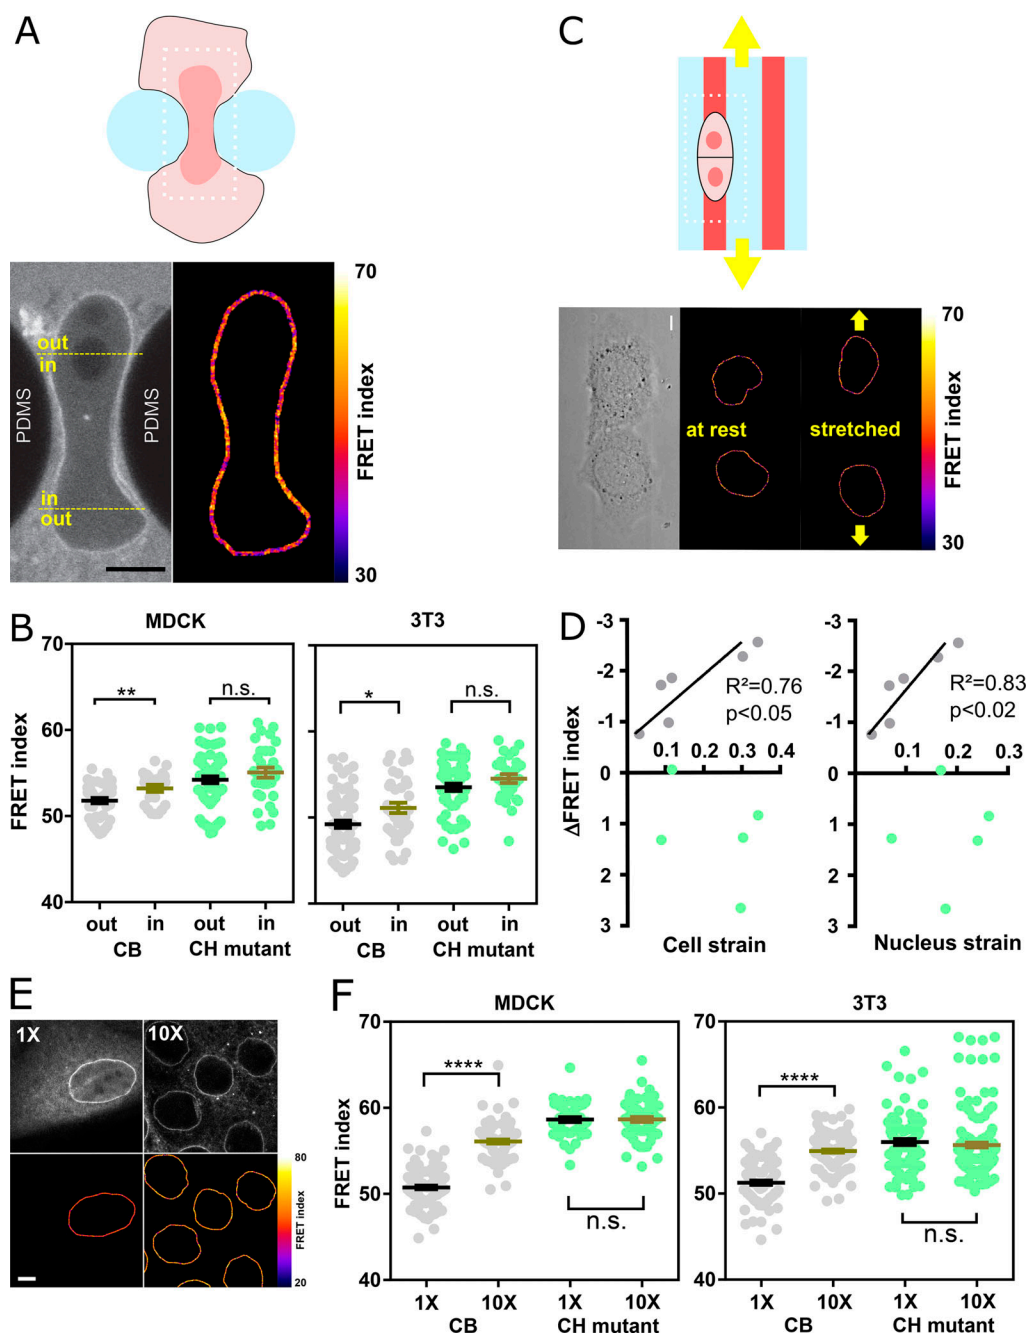 A
C
70
out
in
PDMS
PDMS
in
out
FRET index
30
70
at rest
stretched
FRET index
30
B
MDCK
3T3
70
60
50
40
FRET index
**
n.s.
*
n.s.
out
in
out
in
CB
CH mutant
out
in
out
in
CB
CH mutant
D
-3
-2
-1
0
1
2
3
ΔFRET index
R²=0.76
p<0.05
0.1
0.2
0.3
0.4
Cell strain
-3
-2
-1
0
1
2
3
R²=0.83
p<0.02
0.1
0.2
0.3
Nucleus strain
E
1X
10X
80
FRET index
20
F
MDCK
70
60
50
40
FRET index
****
n.s.
1X
10X
1X
10X
CB
CH mutant
3T3
70
60
50
40
****
n.s.
1X
10X
1X
10X
CB
CH mutant